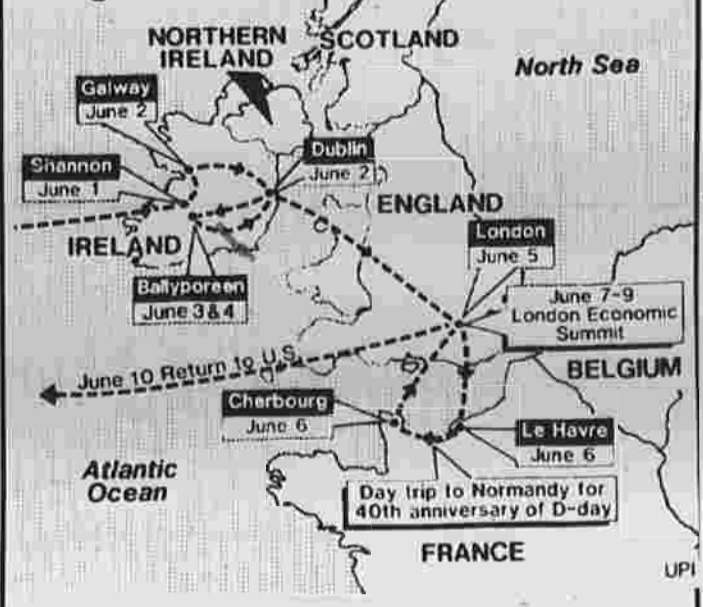 NORTHERN
IRELAND
SCOTLAND
North Sea
Galway
June 2
Dublin
June 2
Shannon
June 1
ENGLAND
London
June 5
IRELAND
Ballyporeen
June 3 & 4
June 7-9
London Economic
Summit
June 10 Return to U.S.
BELGIUM
Cherbourg
June 6
Le Havre
June 6
Atlantic
Ocean
Day trip to Normandy for
40th anniversary of D-day
FRANCE
UPI